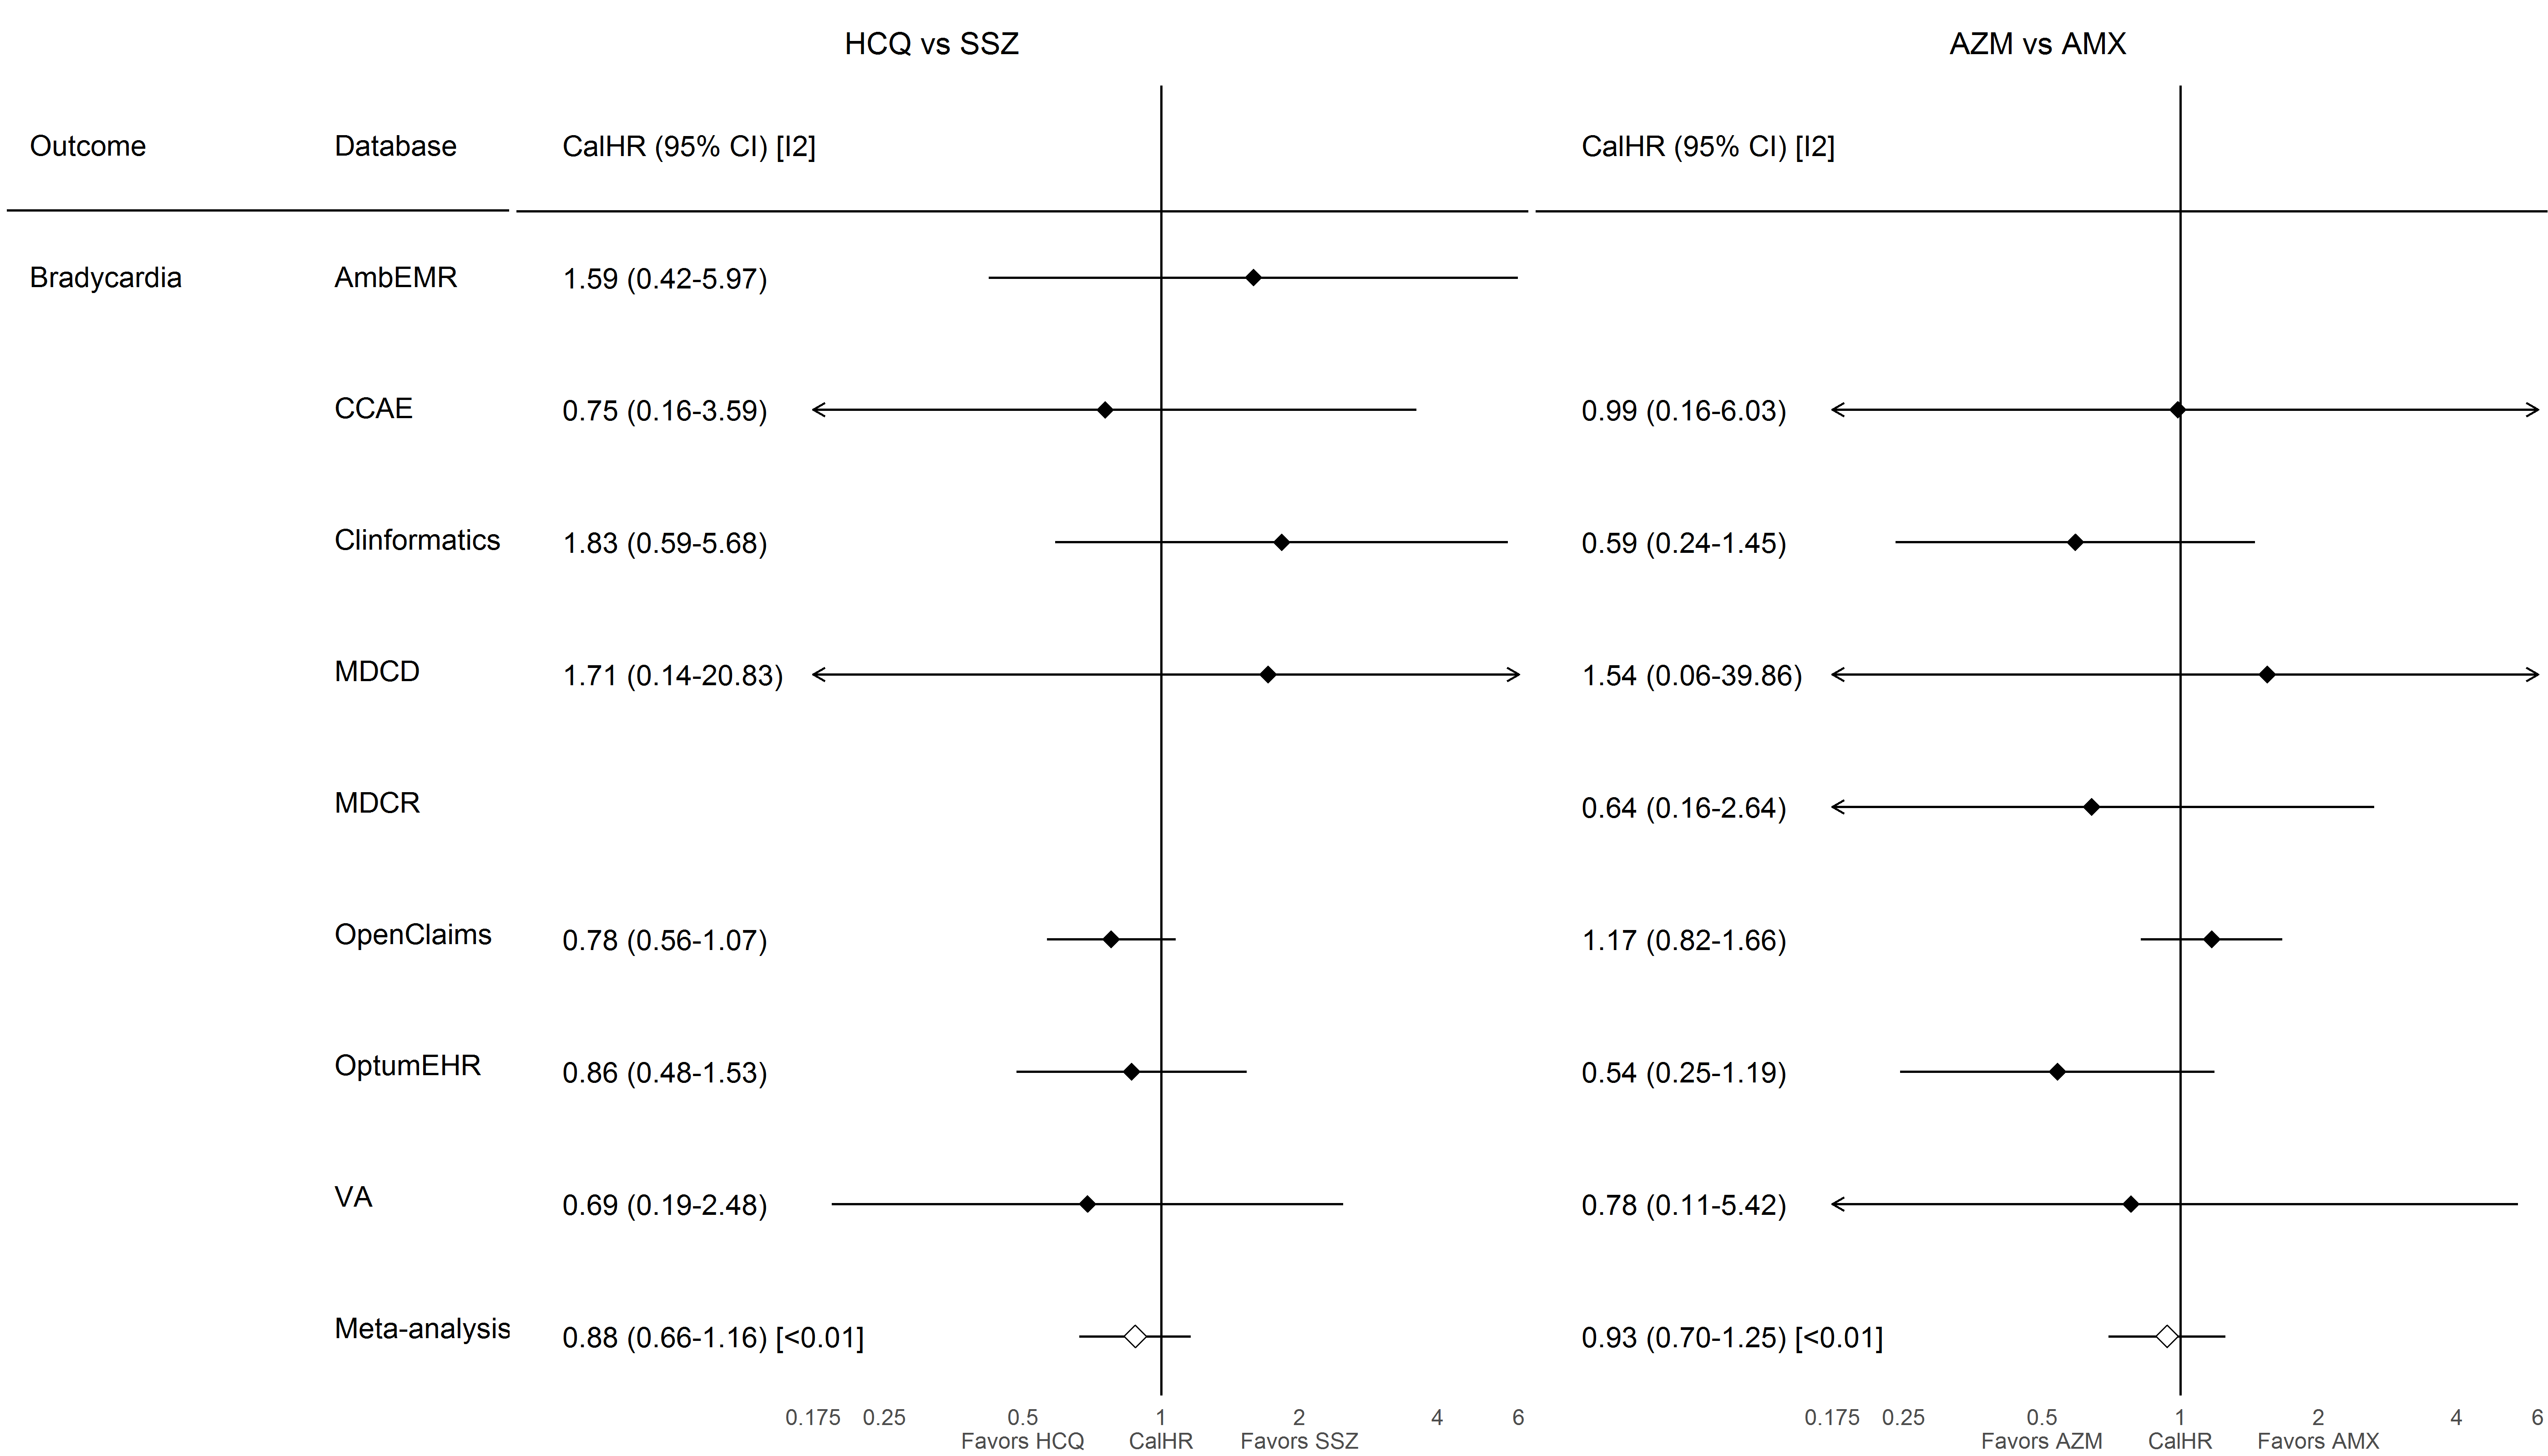 HCQ vs SSZ AZM vs AMX
Outcome Database CalHR (95% CI) [I2] CalHR (95% CI) [I2]
Bradycardia AmbEMR 1.59 (0.42-5.97)
CCAE 0.75 (0.16-3.59) 0.99 (0.16-6.03)
Clinformatics 1.83 (0.59-5.68) 0.59 (0.24-1.45)
MDCD 1.71 (0.14-20.83) 1.54 (0.06-39.86)
MDCR 0.64 (0.16-2.64)
OpenClaims 0.78 (0.56-1.07) 1.17 (0.82-1.66)
OptumEHR 0.86 (0.48-1.53) 0.54 (0.25-1.19)
VA 0.69 (0.19-2.48) 0.78 (0.11-5.42)
Meta-analysis 0.88 (0.66-1.16) [<0.01] 0.93 (0.70-1.25) [<0.01]
0.175 0.25 0.5 1 2 4 6 0.175 0.25 0.5 1 2 4 6
Favors HCQ CalHR Favors SSZ Favors AZM CalHR Favors AMX